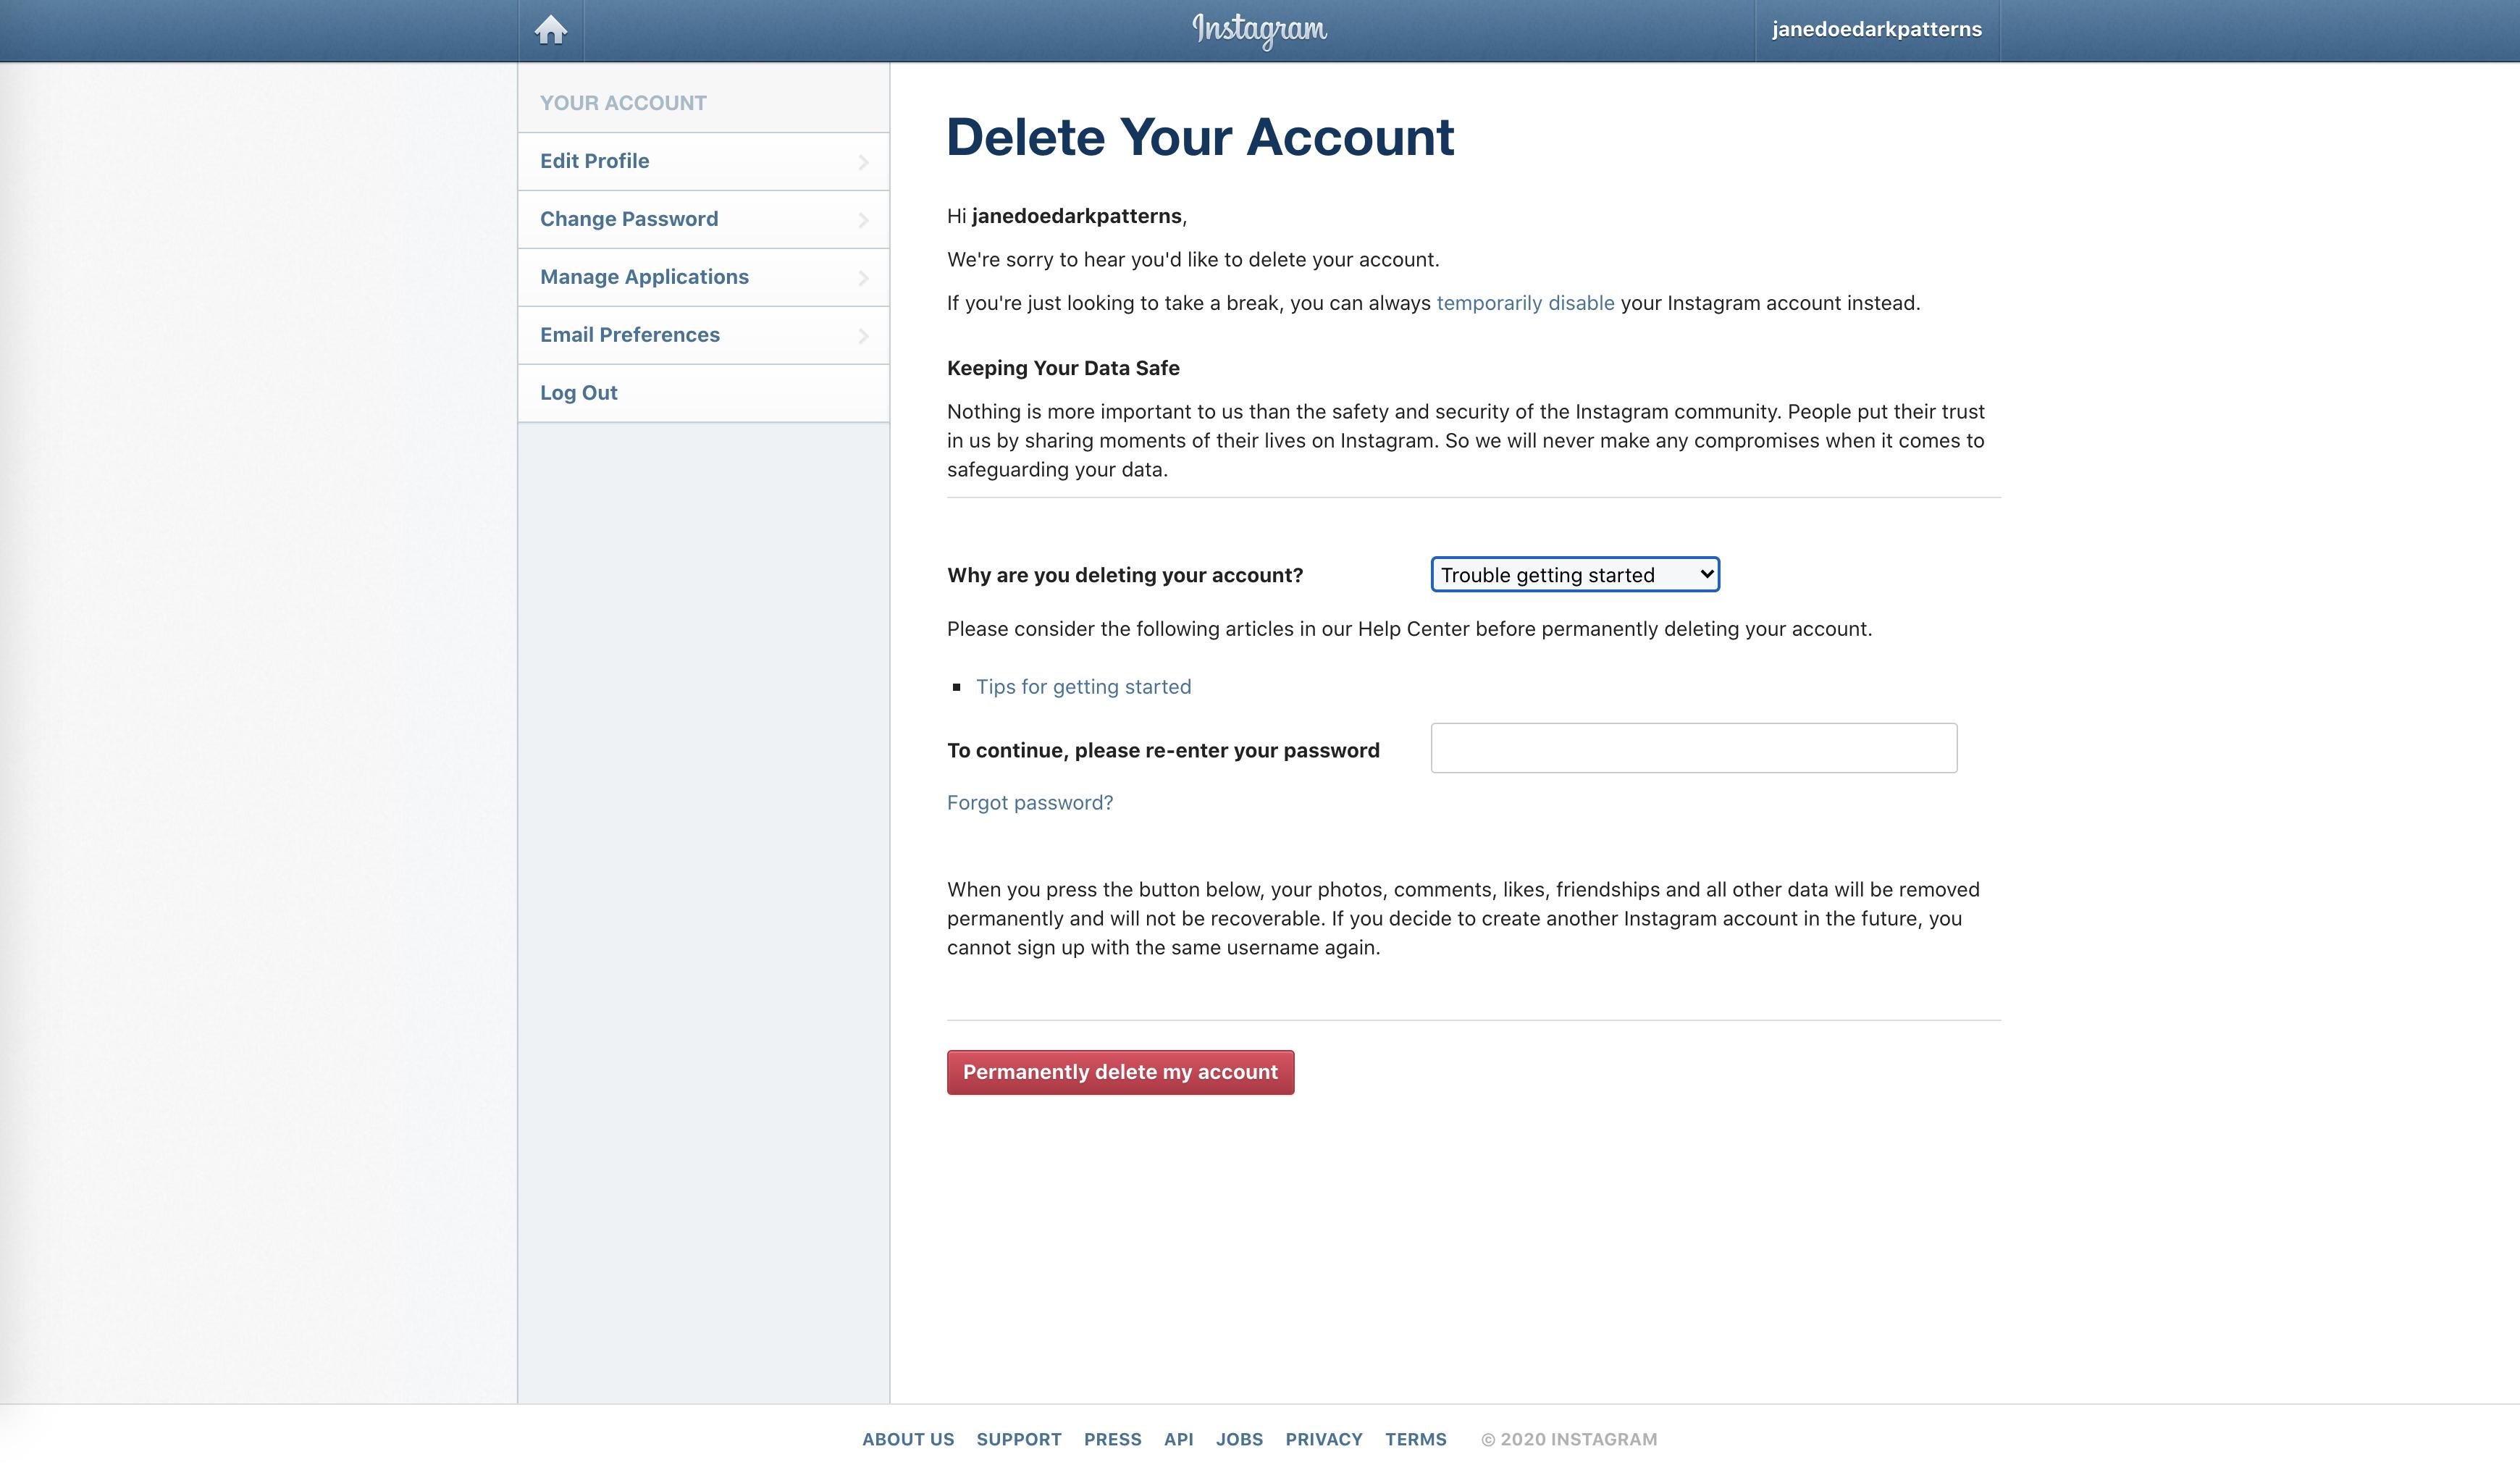 Instagram
janedoedarkpatterns
YOUR ACCOUNT
Edit Profile
Change Password
Manage Applications
Email Preferences
Log Out
Delete Your Account
Hi janedoedarkpatterns,
We're sorry to hear you'd like to delete your account.
If you're just looking to take a break, you can always temporarily disable your Instagram account instead.
Keeping Your Data Safe
Nothing is more important to us than the safety and security of the Instagram community. People put their trust
in us by sharing moments of their lives on Instagram. So we will never make any compromises when it comes to
safeguarding your data.
Why are you deleting your account? Trouble getting started
Please consider the following articles in our Help Center before permanently deleting your account.
▪ Tips for getting started
To continue, please re-enter your password
Forgot password?
When you press the button below, your photos, comments, likes, friendships and all other data will be removed
permanently and will not be recoverable. If you decide to create another Instagram account in the future, you
cannot sign up with the same username again.
Permanently delete my account
ABOUT US SUPPORT PRESS API JOBS PRIVACY TERMS © 2020 INSTAGRAM